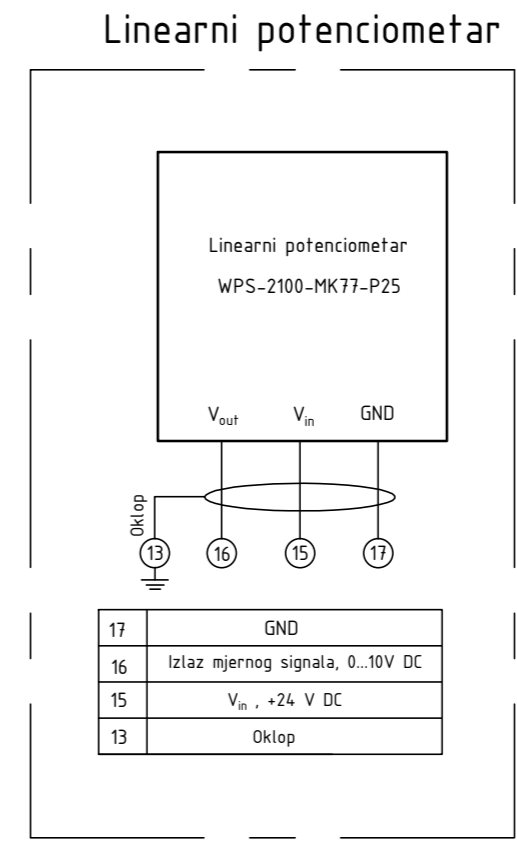 Linearni potenciometar
Linearni potenciometar
WPS-2100-MK77-P25
Vout Vin GND
Oklop
13 16 15 17
17 GND
16 Izlaz mjernog signala, 0...10V DC
15 Vin , +24 V DC
13 Oklop